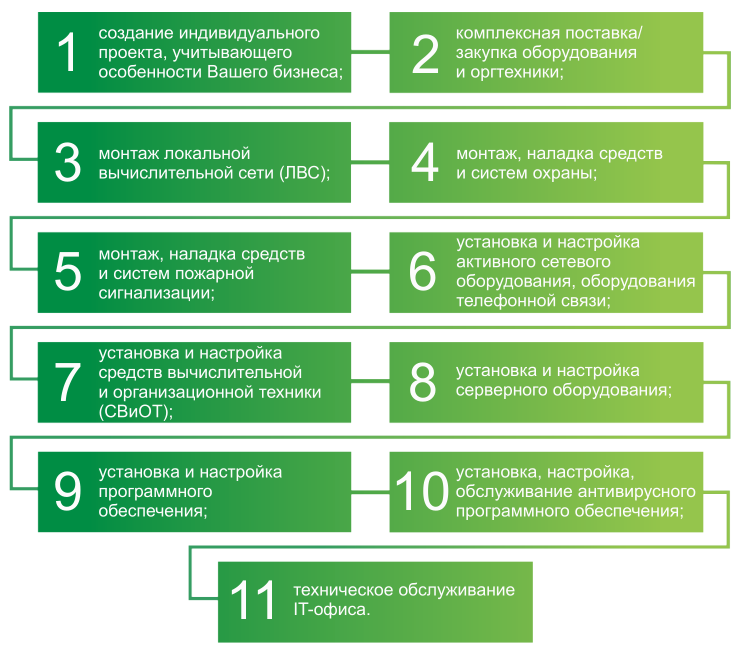 1
создание индивидуального
проекта, учитывающего
особенности Вашего бизнеса;
2
комплексная поставка/
закупка оборудования
и оргтехники;
3
монтаж локальной
вычислительной сети (ЛВС);
4
монтаж, наладка средств
и систем охраны;
5
монтаж, наладка средств
и систем пожарной
сигнализации;
6
установка и настройка
активного сетевого
оборудования, оборудования
телефонной связи;
7
установка и настройка
средств вычислительной
и организационной техники
(СВиОТ);
8
установка и настройка
серверного оборудования;
9
установка и настройка
программного
обеспечения;
10
установка, настройка,
обслуживание антивирусного
программного обеспечения;
11
техническое обслуживание
IT-офиса.